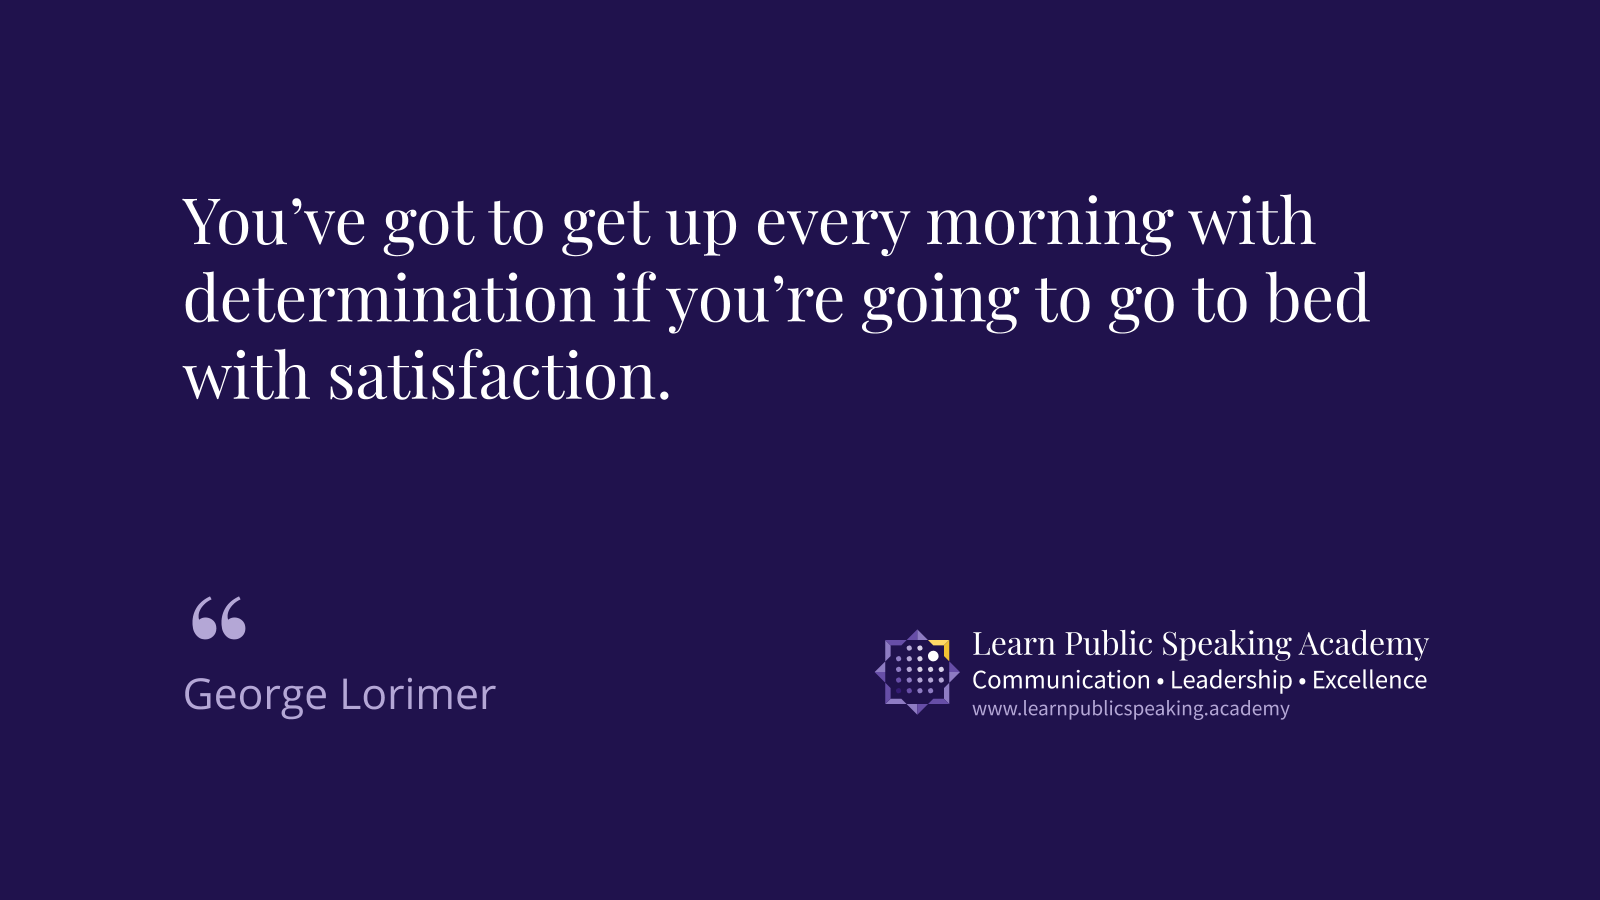 You’ve got to get up every morning with
determination if you’re going to go to bed
with satisfaction.
“
George Lorimer
Learn Public Speaking Academy
Communication • Leadership • Excellence
www.learnpublicspeaking.academy